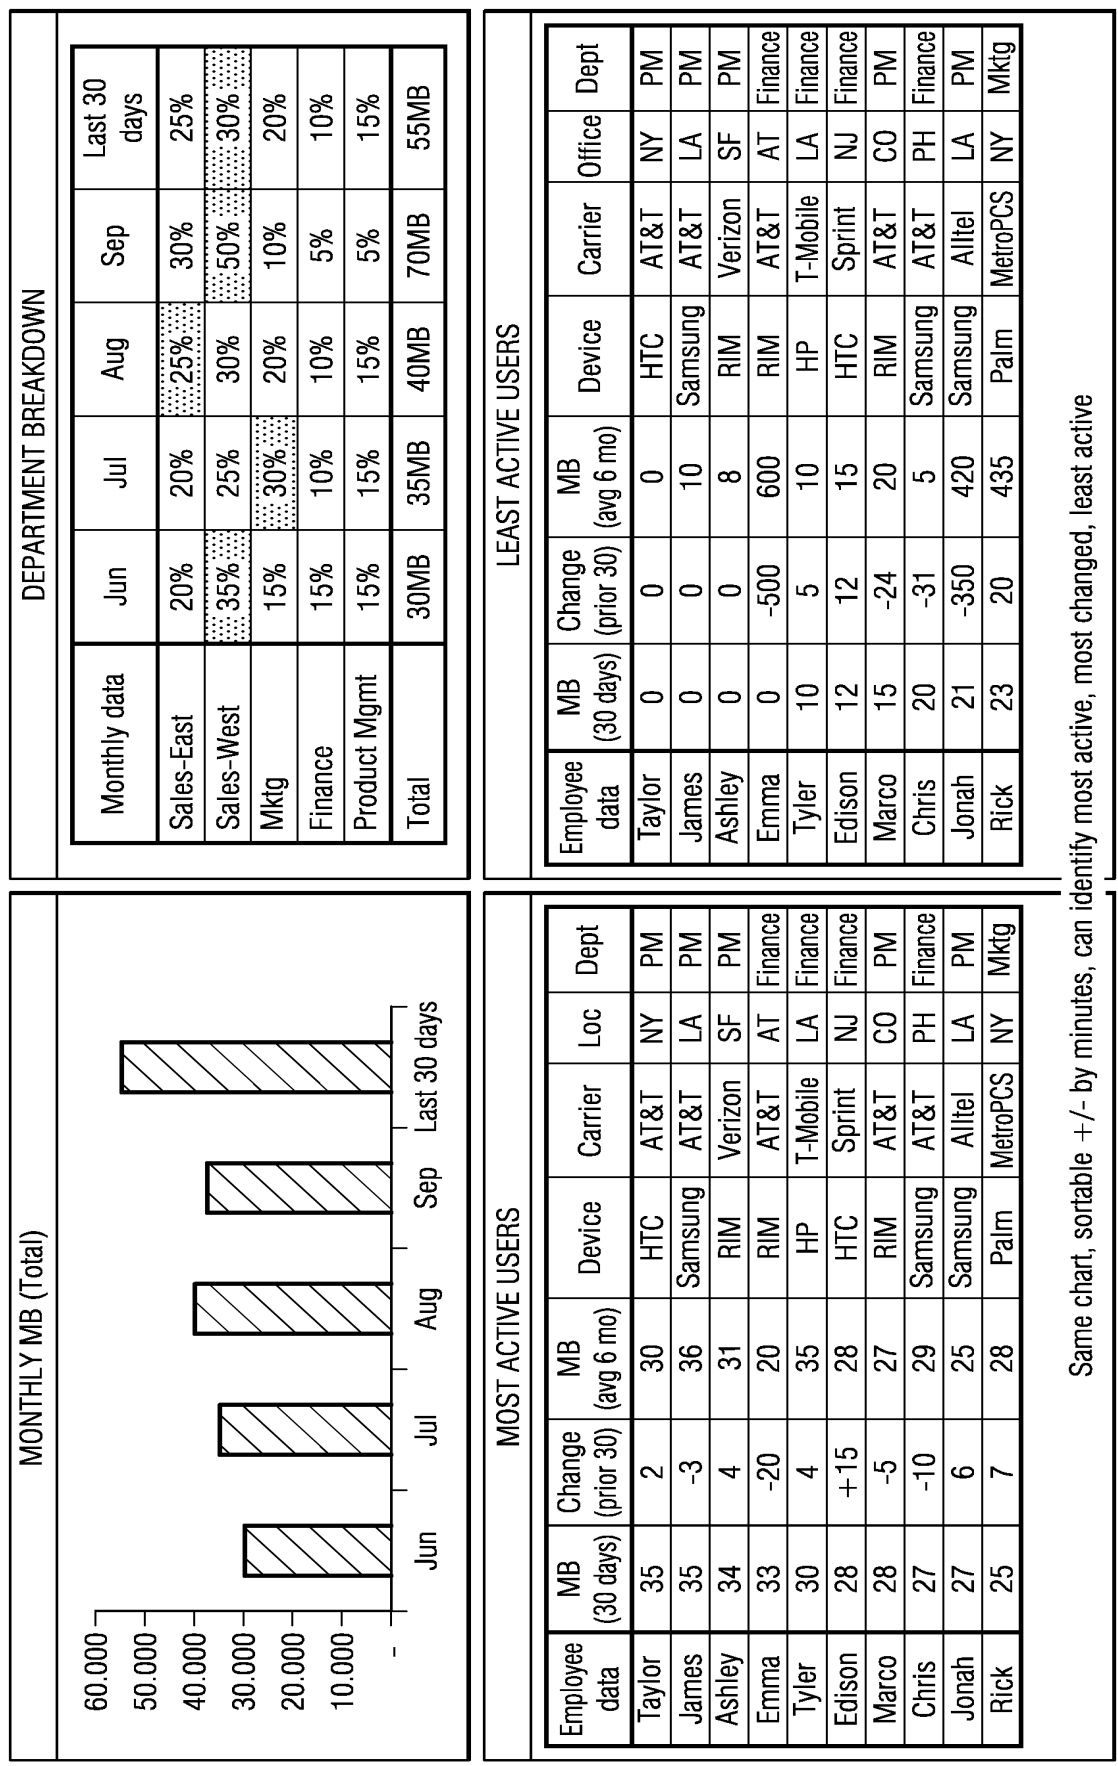 MONTHLY MB (Total)
60.000
50.000
40.000
30.000
20.000
10.000
-
Jun Jul Aug Sep Last 30 days
DEPARTMENT BREAKDOWN
Monthly data Jun Jul Aug Sep Last 30 days
Sales-East 20% 20% 25% 30% 25%
Sales-West 35% 25% 30% 50% 30%
Mktg 15% 30% 20% 10% 20%
Finance 15% 10% 10% 5% 10%
Product Mgmt 15% 15% 15% 5% 15%
Total 30MB 35MB 40MB 70MB 55MB
MOST ACTIVE USERS
Employee data MB (30 days) Change (prior 30) MB (avg 6 mo) Device Carrier Loc Dept
Taylor 35 2 30 HTC AT&T NY PM
James 35 -3 36 Samsung AT&T LA PM
Ashley 34 4 31 RIM Verizon SF PM
Emma 33 -20 20 RIM AT&T AT Finance
Tyler 30 4 35 HP T-Mobile LA Finance
Edison 28 +15 28 HTC Sprint NJ Finance
Marco 28 -5 27 RIM AT&T CO PM
Chris 27 -10 29 Samsung AT&T PH Finance
Jonah 27 6 25 Samsung Alltel LA PM
Rick 25 7 28 Palm MetroPCS NY Mktg
LEAST ACTIVE USERS
Employee data MB (30 days) Change (prior 30) MB (avg 6 mo) Device Carrier Office Dept
Taylor 0 0 0 HTC AT&T NY PM
James 0 0 10 Samsung AT&T LA PM
Ashley 0 0 8 RIM Verizon SF PM
Emma 0 -500 600 RIM AT&T AT Finance
Tyler 10 5 10 HP T-Mobile LA Finance
Edison 12 12 15 HTC Sprint NJ Finance
Marco 15 -24 20 RIM AT&T CO PM
Chris 20 -31 5 Samsung AT&T PH Finance
Jonah 21 -350 420 Samsung Alltel LA PM
Rick 23 20 435 Palm MetroPCS NY Mktg
Same chart, sortable +/- by minutes, can identify most active, most changed, least active